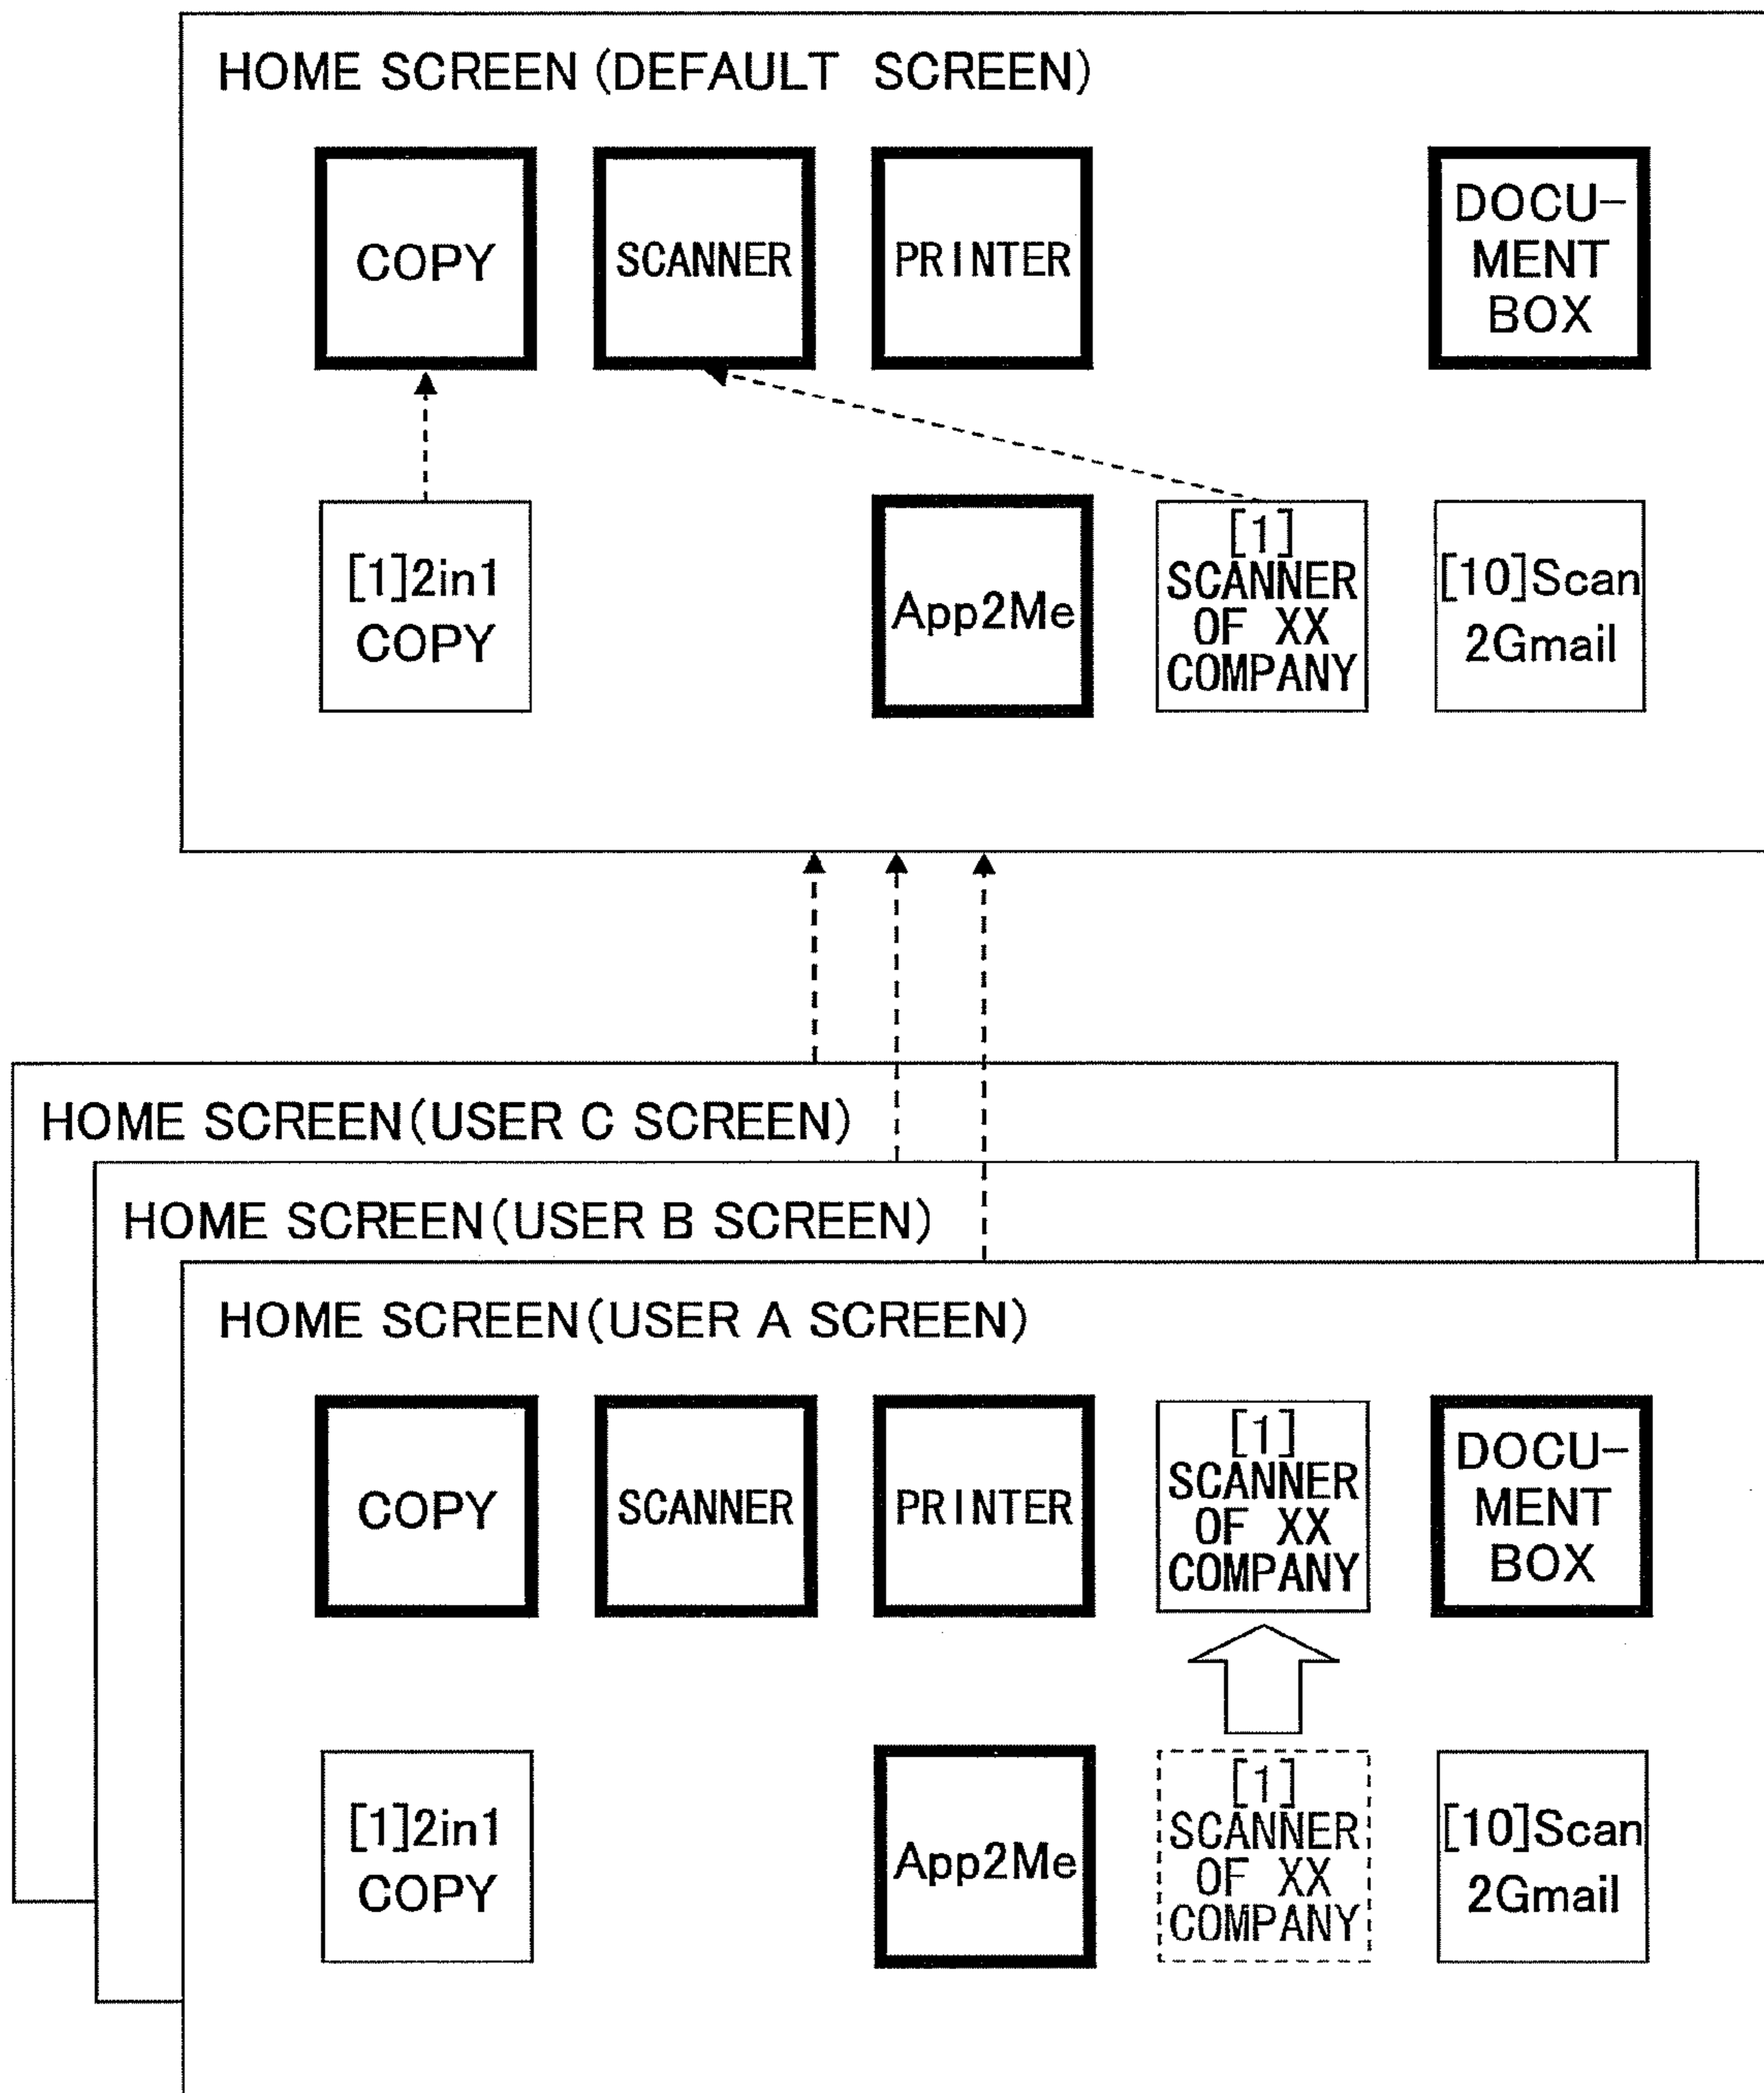 HOME SCREEN (DEFAULT SCREEN)
COPY
SCANNER
PRINTER
DOCU-
MENT
BOX
[1]2in1
COPY
App2Me
[1]
SCANNER
OF XX
COMPANY
[10]Scan
2Gmail
HOME SCREEN(USER C SCREEN)
HOME SCREEN(USER B SCREEN)
HOME SCREEN(USER A SCREEN)
COPY
SCANNER
PRINTER
[1]
SCANNER
OF XX
COMPANY
DOCU-
MENT
BOX
[1]2in1
COPY
App2Me
[1]
SCANNER
OF XX
COMPANY
[10]Scan
2Gmail